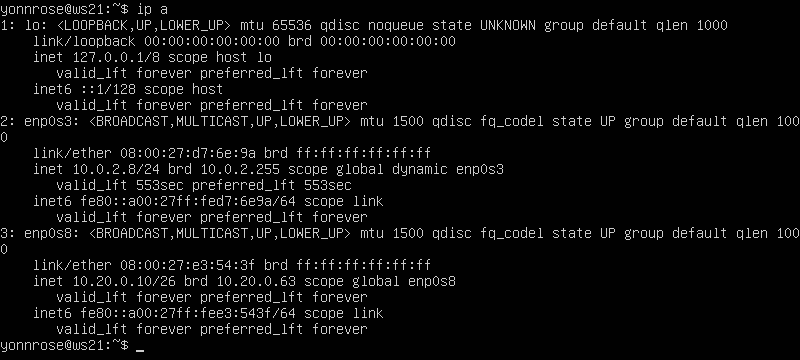 yonnrose@ws21:~$ ip a
1: lo: <LOOPBACK,UP,LOWER_UP> mtu 65536 qdisc noqueue state UNKNOWN group default qlen 1000
    link/loopback 00:00:00:00:00:00 brd 00:00:00:00:00:00
    inet 127.0.0.1/8 scope host lo
       valid_lft forever preferred_lft forever
    inet6 ::1/128 scope host
       valid_lft forever preferred_lft forever
2: enp0s3: <BROADCAST,MULTICAST,UP,LOWER_UP> mtu 1500 qdisc fq_codel state UP group default qlen 100
0
    link/ether 08:00:27:d7:6e:9a brd ff:ff:ff:ff:ff:ff
    inet 10.0.2.8/24 brd 10.0.2.255 scope global dynamic enp0s3
       valid_lft 553sec preferred_lft 553sec
    inet6 fe80::a00:27ff:fed7:6e9a/64 scope link
       valid_lft forever preferred_lft forever
3: enp0s8: <BROADCAST,MULTICAST,UP,LOWER_UP> mtu 1500 qdisc fq_codel state UP group default qlen 100
0
    link/ether 08:00:27:e3:54:3f brd ff:ff:ff:ff:ff:ff
    inet 10.20.0.10/26 brd 10.20.0.63 scope global enp0s8
       valid_lft forever preferred_lft forever
    inet6 fe80::a00:27ff:fee3:543f/64 scope link
       valid_lft forever preferred_lft forever
yonnrose@ws21:~$ _